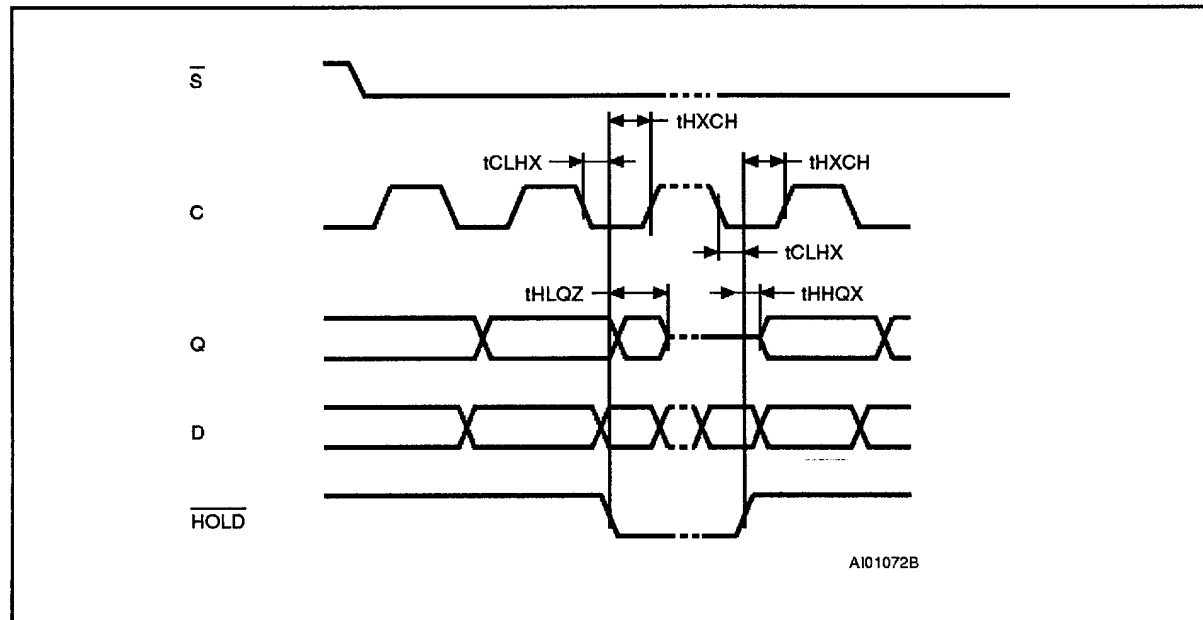 S
tHXCH
tCLHX
tHXCH
C
tCLHX
tHLQZ
tHHQX
Q
D
HOLD
AI01072B